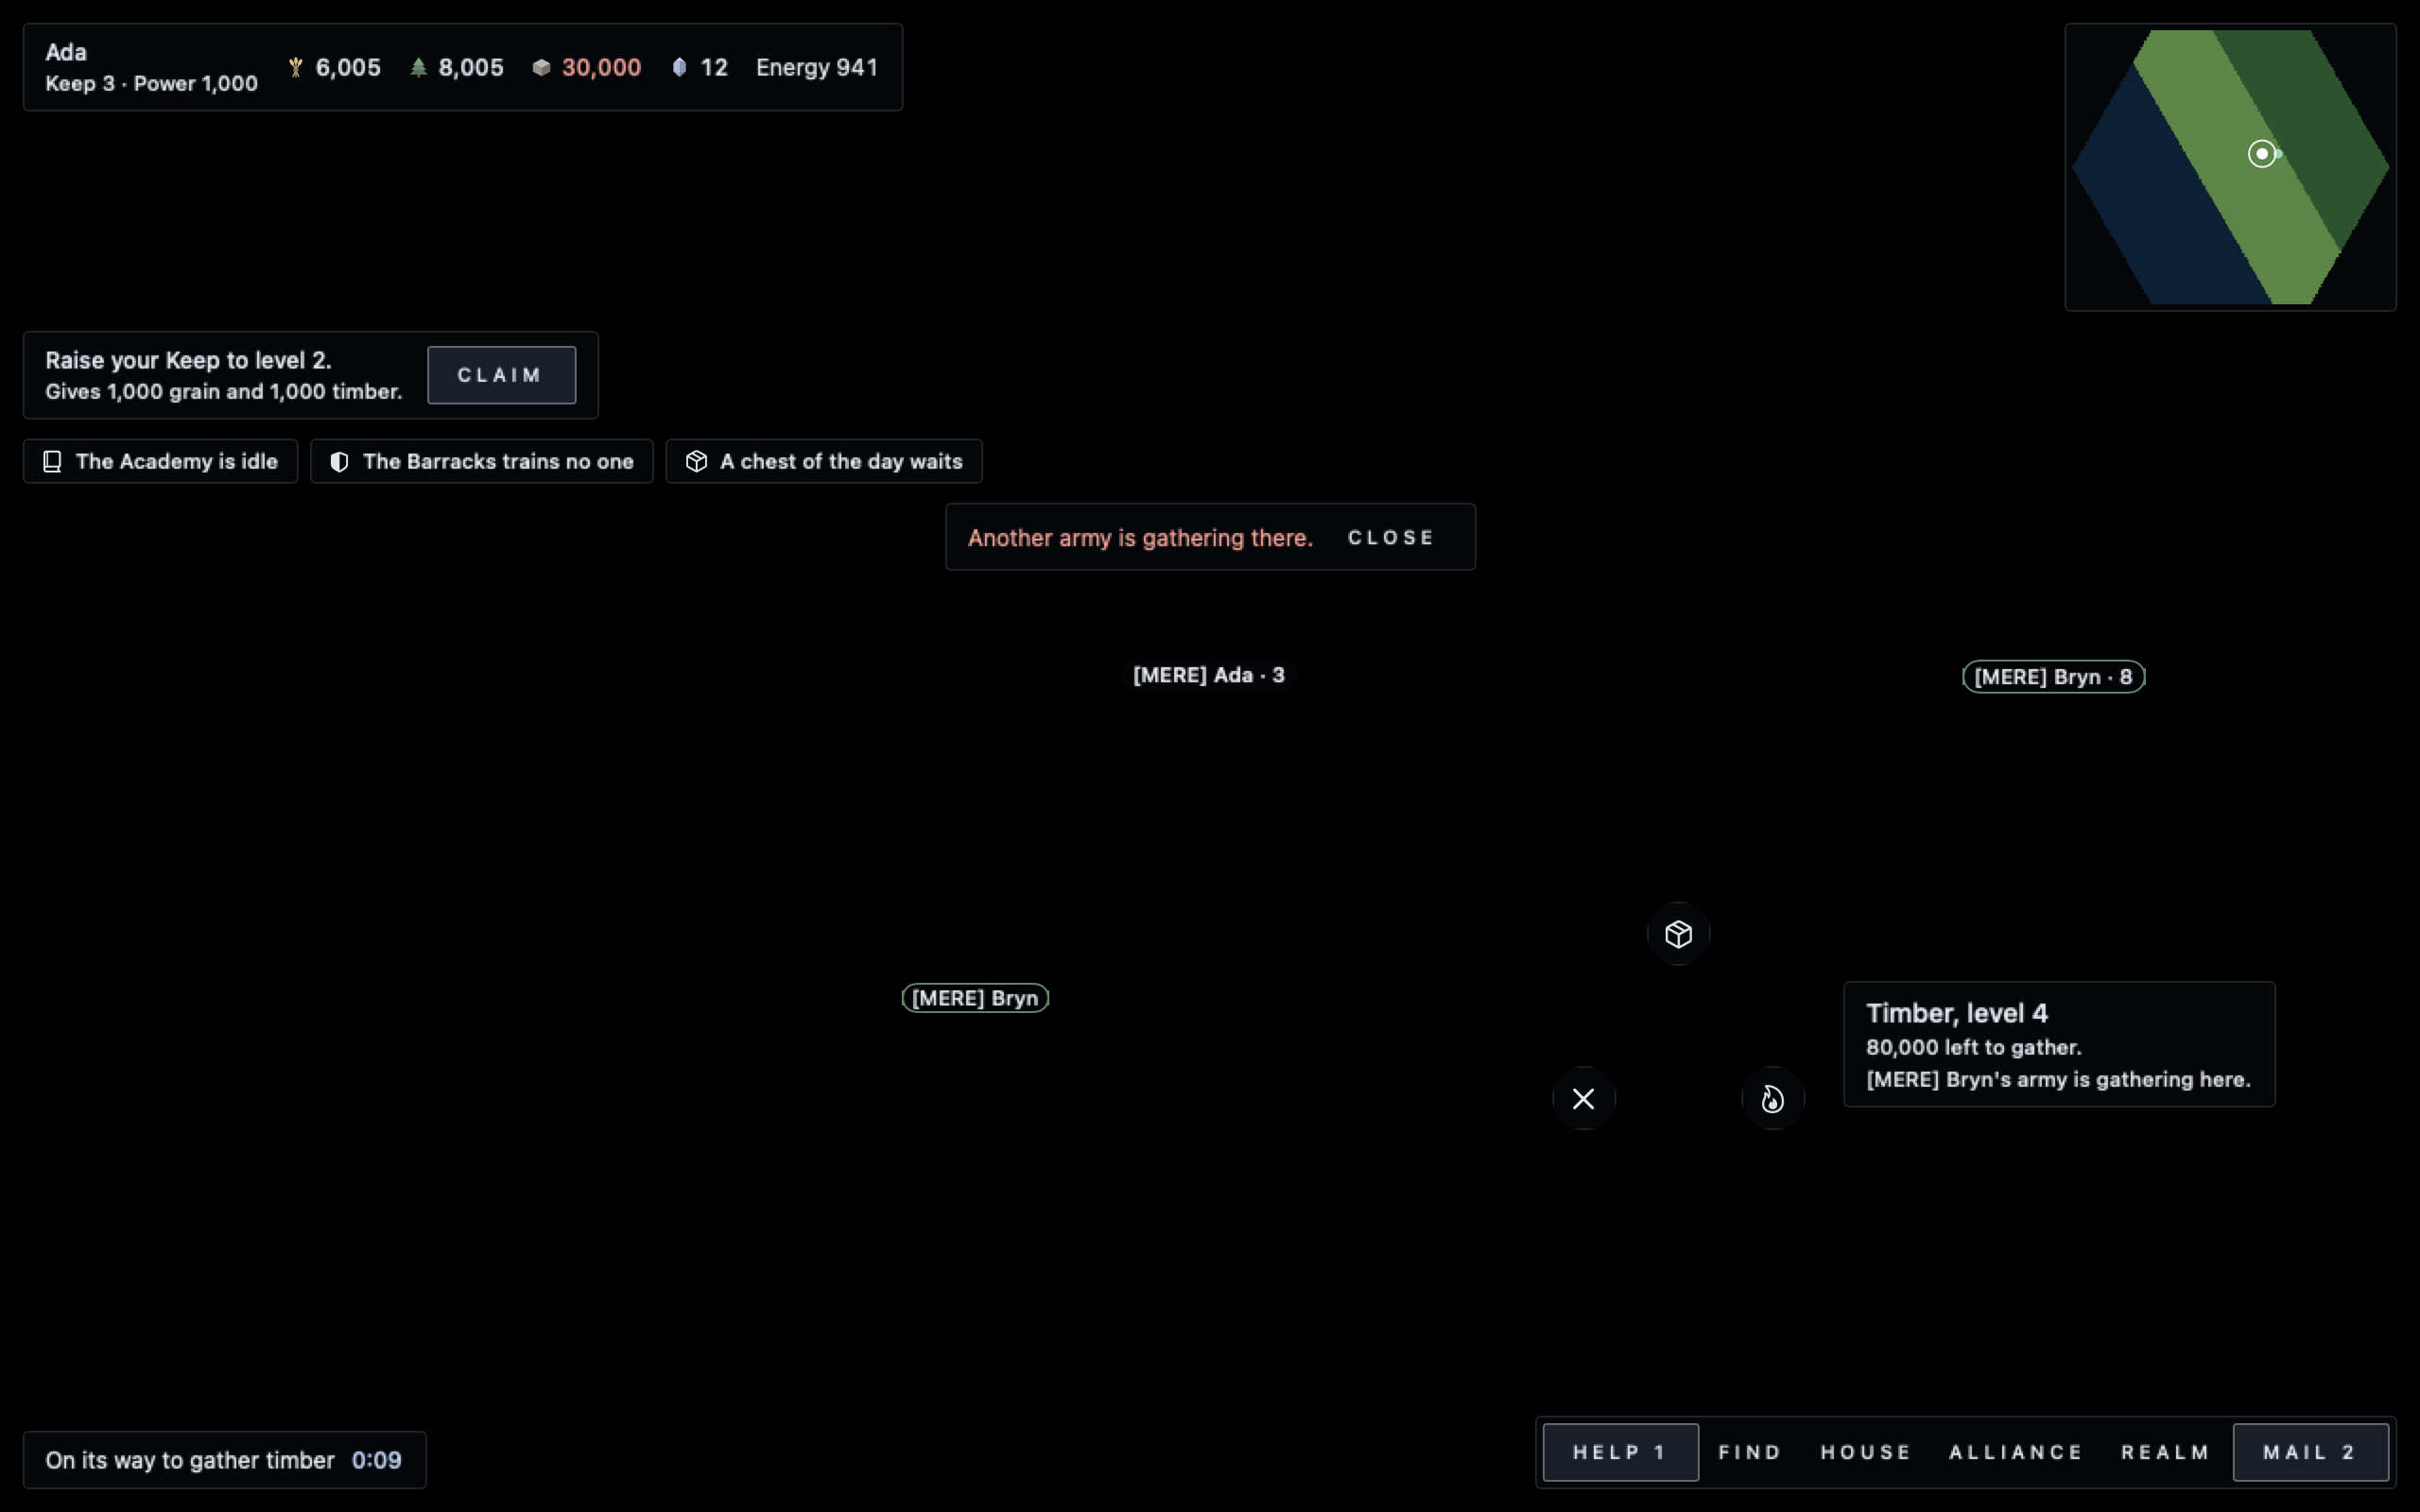 Ada
Keep 3 · Power 1,000
6,005
8,005
30,000
12
Energy 941
Raise your Keep to level 2.
Gives 1,000 grain and 1,000 timber.
CLAIM
The Academy is idle
The Barracks trains no one
A chest of the day waits
Another army is gathering there.
CLOSE
[MERE] Ada · 3
[MERE] Bryn · 8
[MERE] Bryn
Timber, level 4
80,000 left to gather.
[MERE] Bryn's army is gathering here.
On its way to gather timber 0:09
HELP 1
FIND
HOUSE
ALLIANCE
REALM
MAIL 2